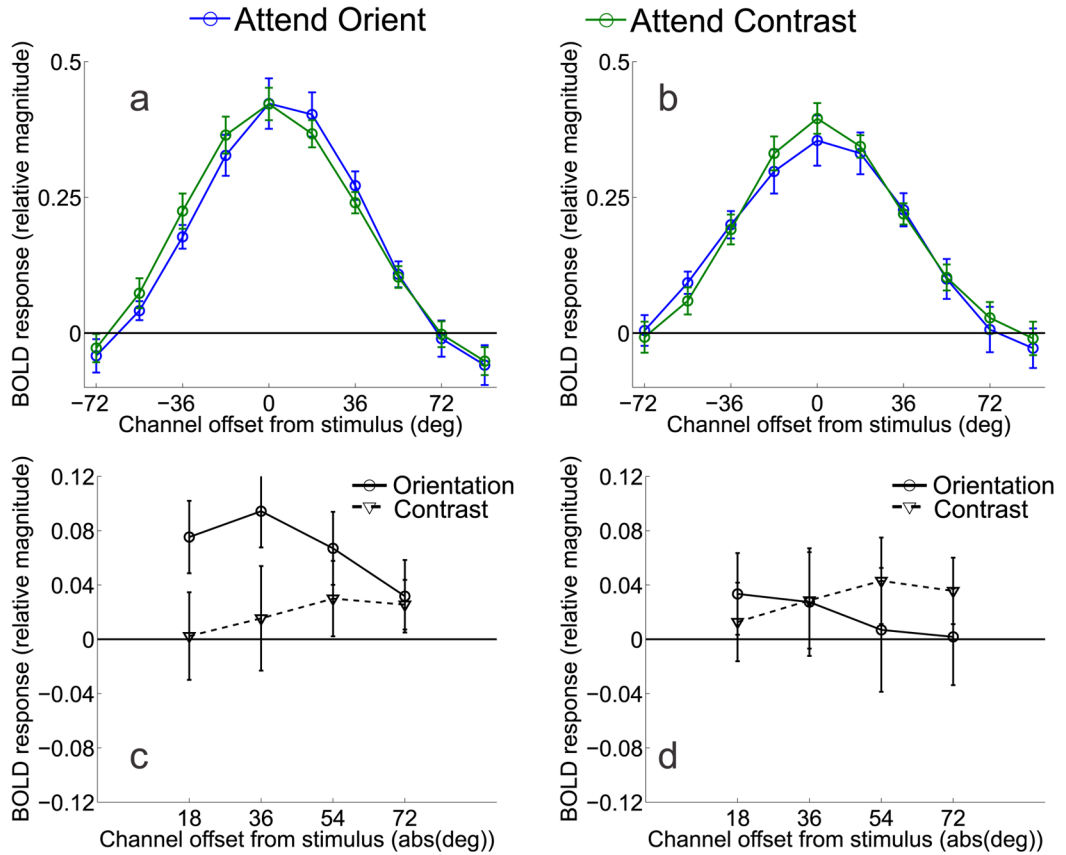 Attend Orient
Attend Contrast
a
BOLD response (relative magnitude)
0.5
0.25
0
−72
−36
0
36
72
Channel offset from stimulus (deg)
b
BOLD response (relative magnitude)
0.5
0.25
0
−72
−36
0
36
72
Channel offset from stimulus (deg)
c
BOLD response (relative magnitude)
0.12
0.08
0.04
0
−0.04
−0.08
−0.12
Orientation
Contrast
18
36
54
72
Channel offset from stimulus (abs(deg))
d
BOLD response (relative magnitude)
0.12
0.08
0.04
0
−0.04
−0.08
−0.12
Orientation
Contrast
18
36
54
72
Channel offset from stimulus (abs(deg))